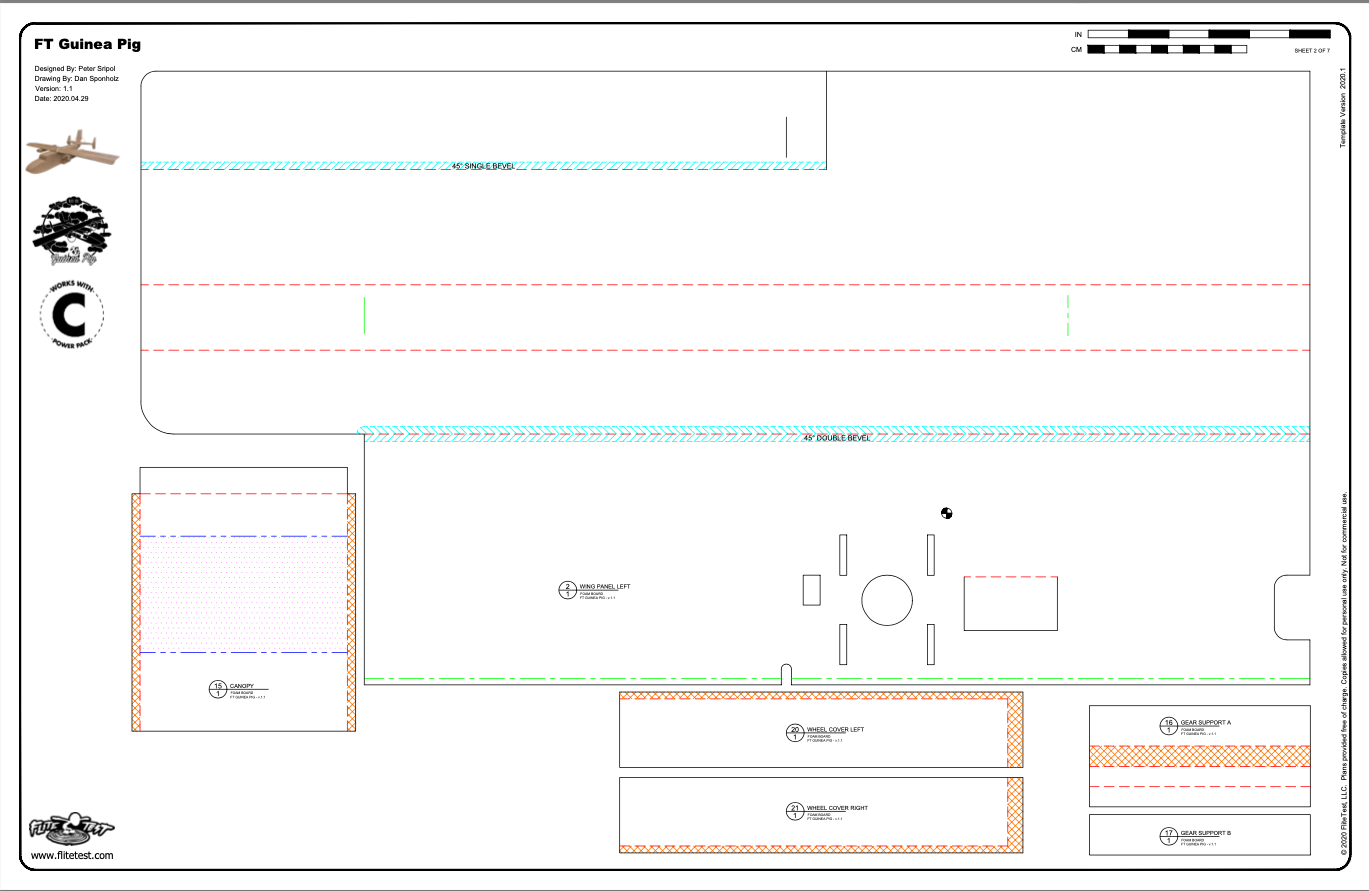 FT Guinea Pig
IN
CM
SHEET 2 OF 7
Designed By: Peter Sripol
Drawing By: Dan Sponholz
Version: 1.1
Date: 2020.04.29
Template Version 2020.1
Guinea Pig
WORKS WITH
C
POWER PACK
45° SINGLE BEVEL
45° DOUBLE BEVEL
2
1
WING PANEL LEFT
FOAM BOARD
FT GUINEA PIG - v 1.1
15
1
CANOPY
FOAM BOARD
FT GUINEA PIG - v 1.1
20
1
WHEEL COVER LEFT
FOAM BOARD
FT GUINEA PIG - v 1.1
21
1
WHEEL COVER RIGHT
FOAM BOARD
FT GUINEA PIG - v 1.1
16
1
GEAR SUPPORT A
FOAM BOARD
FT GUINEA PIG - v 1.1
17
1
GEAR SUPPORT B
FOAM BOARD
FT GUINEA PIG - v 1.1
© 2020 FliteTest, LLC. Plans provided free of charge. Copies allowed for personal use only. Not for commercial use.
FLITE TEST
www.flitetest.com